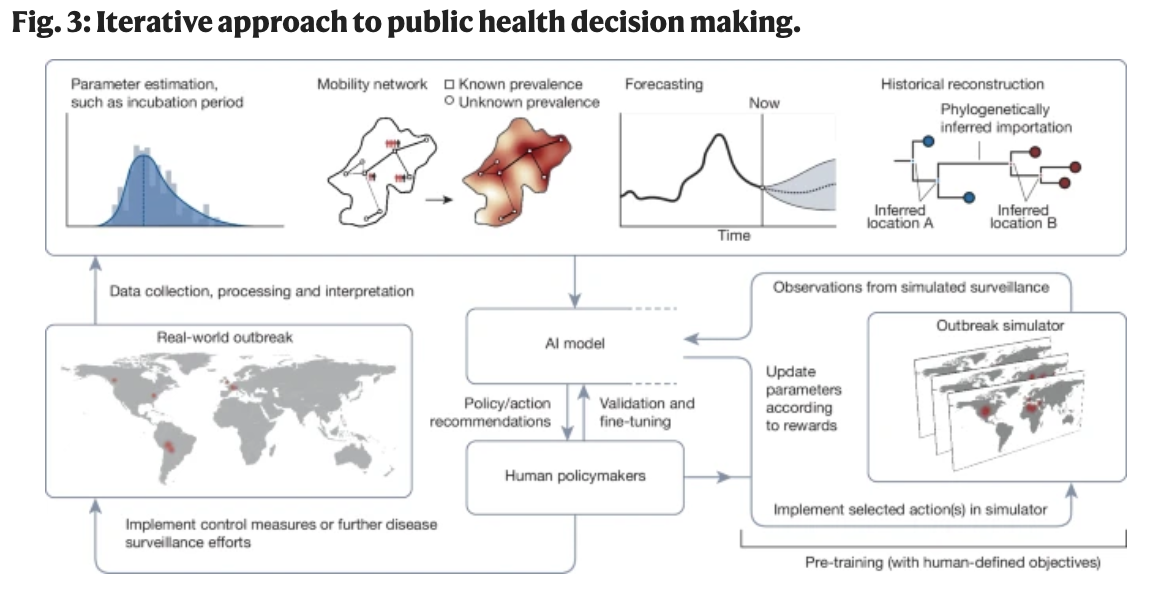 Fig. 3: Iterative approach to public health decision making.
Parameter estimation,
such as incubation period
Mobility network
Known prevalence
Unknown prevalence
Forecasting
Now
Time
Historical reconstruction
Phylogenetically
inferred importation
Inferred
location A
Inferred
location B
Data collection, processing and interpretation
Real-world outbreak
AI model
Observations from simulated surveillance
Outbreak simulator
Update
parameters
according
to rewards
Policy/action
recommendations
Validation and
fine-tuning
Human policymakers
Implement selected action(s) in simulator
Implement control measures or further disease
surveillance efforts
Pre-training (with human-defined objectives)